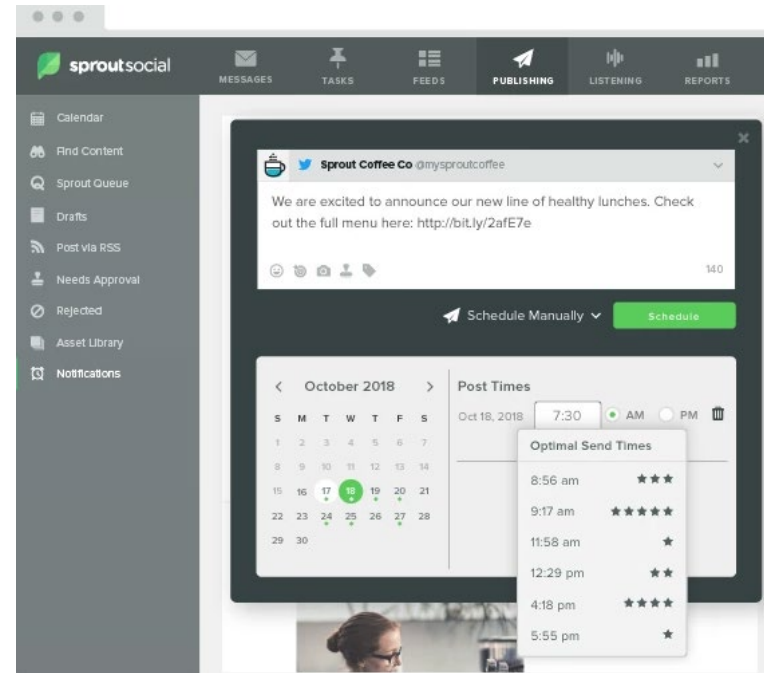 sproutsocial
MESSAGES
TASKS
FEEDS
PUBLISHING
LISTENING
REPORTS
Calendar
Find Content
Sprout Queue
Drafts
Post via RSS
Needs Approval
Rejected
Asset Library
Notifications
Sprout Coffee Co @mysproutcoffee
We are excited to announce our new line of healthy lunches. Check
out the full menu here: http://bit.ly/2afE7e
140
Schedule Manually
Schedule
October 2018
S M T W T F S
1 2 3 4 5 6 7
8 9 10 11 12 13 14
15 16 17 18 19 20 21
22 23 24 25 26 27 28
29 30
Post Times
Oct 18, 2018 7:30 AM PM
Optimal Send Times
8:56 am
9:17 am
11:58 am
12:29 pm
4:18 pm
5:55 pm